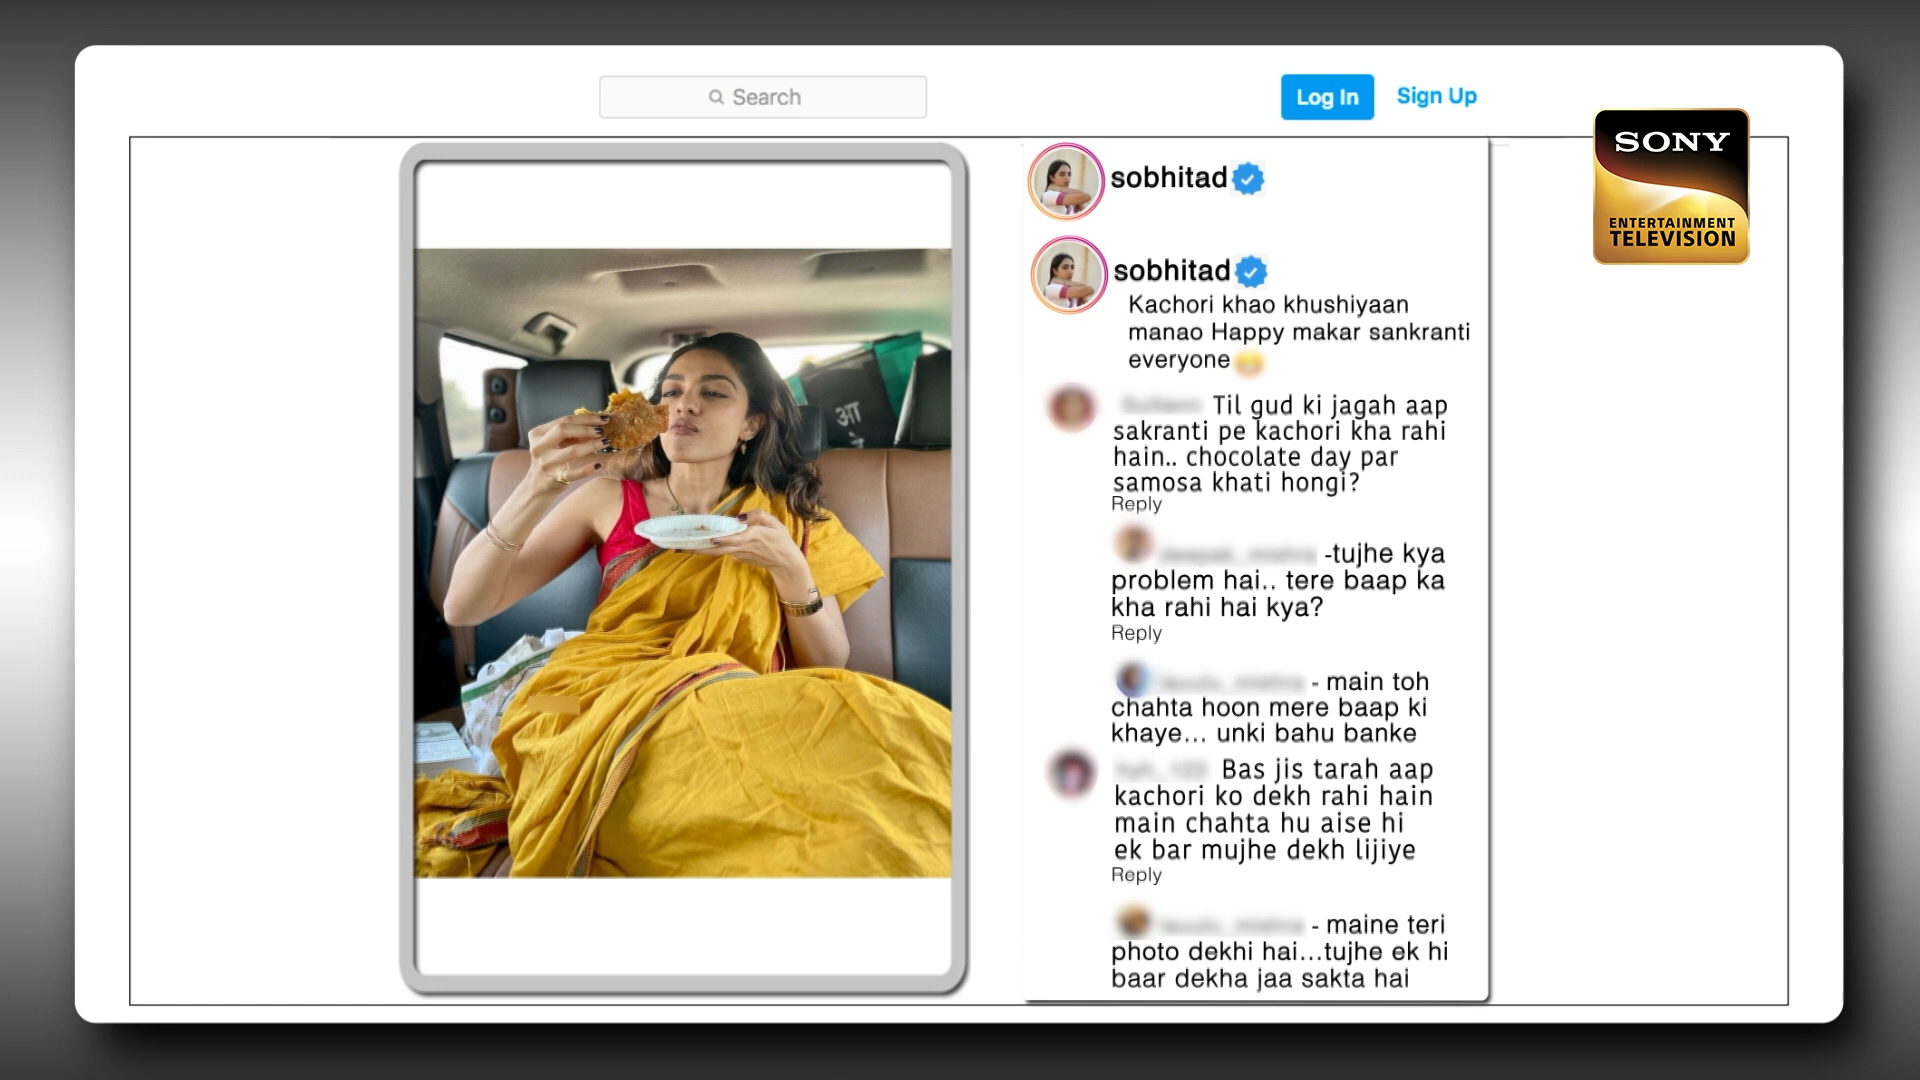 Search
Log In
Sign Up
SONY
ENTERTAINMENT
TELEVISION
आ
sobhitad
sobhitad
Kachori khao khushiyaan
manao Happy makar sankranti
everyone
Til gud ki jagah aap
sakranti pe kachori kha rahi
hain.. chocolate day par
samosa khati hongi?
Reply
-tujhe kya
problem hai.. tere baap ka
kha rahi hai kya?
Reply
- main toh
chahta hoon mere baap ki
khaye... unki bahu banke
Bas jis tarah aap
kachori ko dekh rahi hain
main chahta hu aise hi
ek bar mujhe dekh lijiye
Reply
- maine teri
photo dekhi hai...tujhe ek hi
baar dekha jaa sakta hai